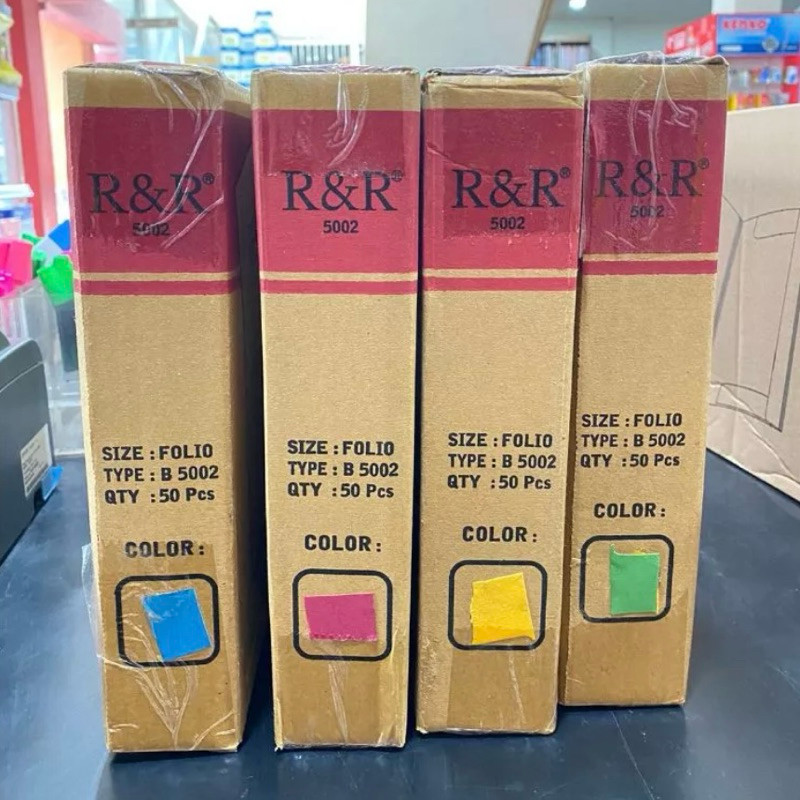 KENKO
R&R®
5002
SIZE : FOLIO
TYPE : B 5002
QTY : 50 Pcs
COLOR :
R&R®
5002
SIZE : FOLIO
TYPE : B 5002
QTY : 50 Pcs
COLOR :
R&R®
5002
SIZE : FOLIO
TYPE : B 5002
QTY : 50 Pcs
COLOR :
R&R®
5002
SIZE : FOLIO
TYPE : B 5002
QTY : 50 Pcs
COLOR :